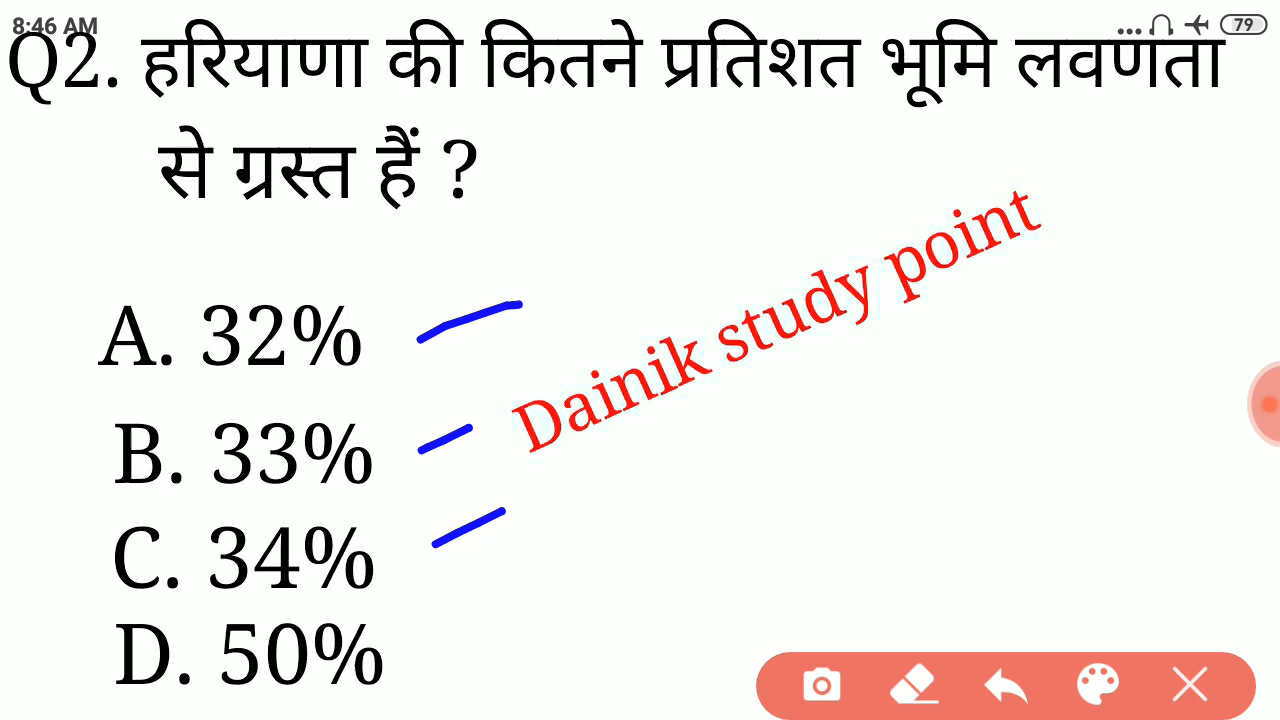 8:46 AM
79
Q2. हरियाणा की कितने प्रतिशत भूमि लवणता
से ग्रस्त हैं ?
Dainik study point
A. 32%
B. 33%
C. 34%
D. 50%